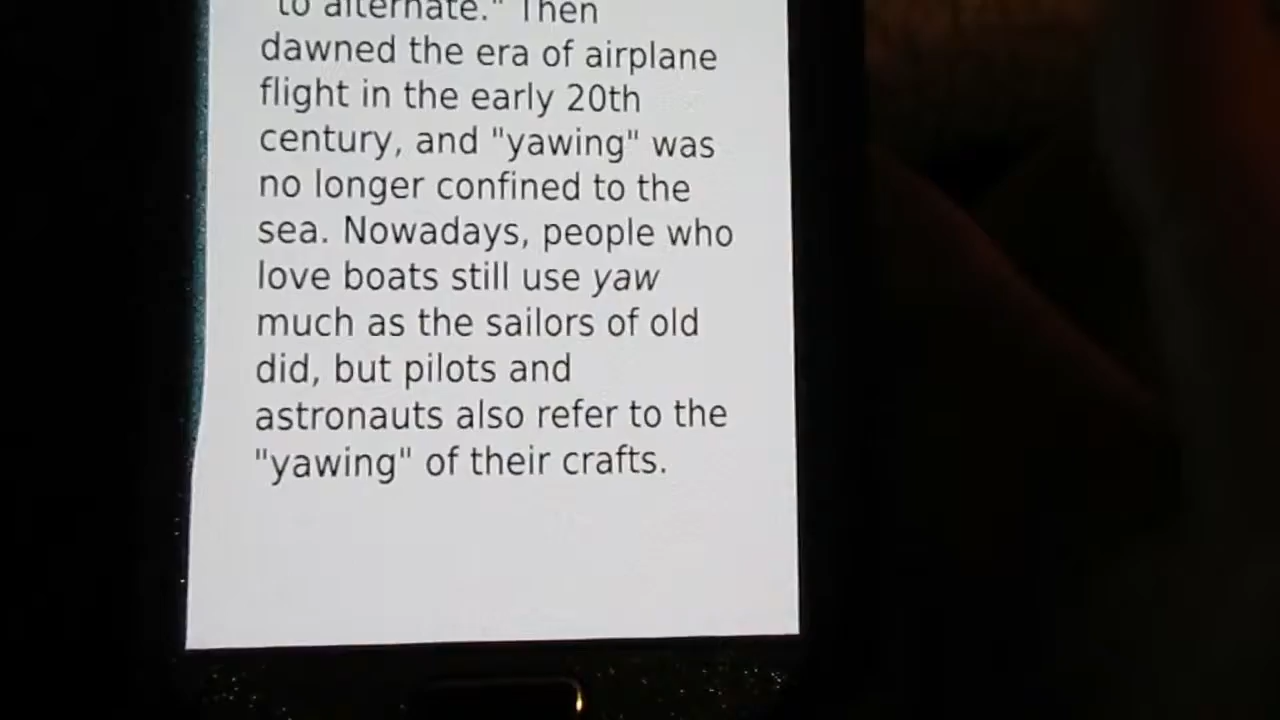 "to alternate." Then
dawned the era of airplane
flight in the early 20th
century, and "yawing" was
no longer confined to the
sea. Nowadays, people who
love boats still use yaw
much as the sailors of old
did, but pilots and
astronauts also refer to the
"yawing" of their crafts.